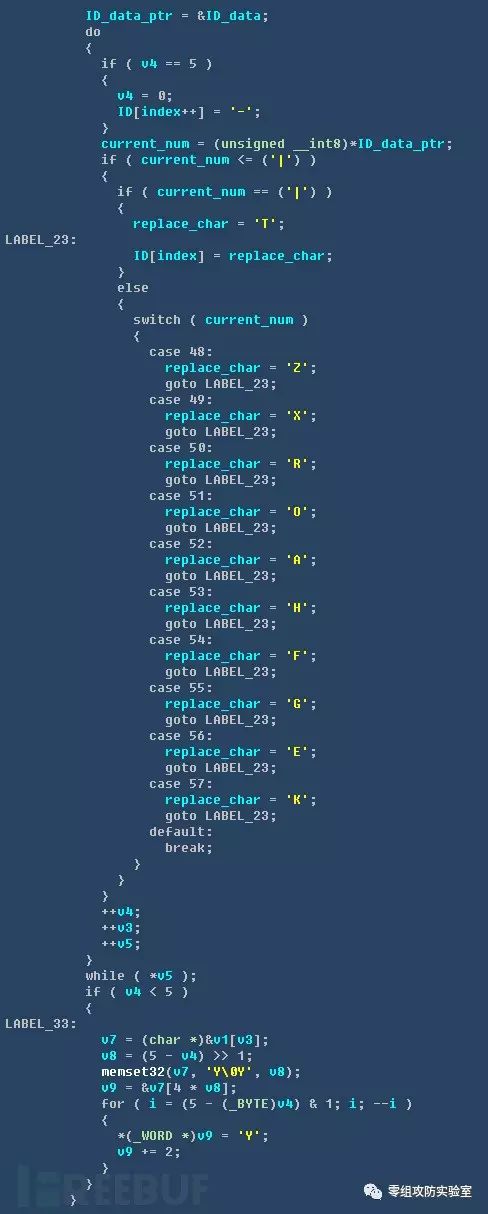 ID_data_ptr = &ID_data;
do
{
if ( v4 == 5 )
{
v4 = 0;
ID[index++] = '-';
}
current_num = (unsigned __int8)*ID_data_ptr;
if ( current_num <= ('|') )
{
if ( current_num == ('|') )
{
replace_char = 'T';
LABEL_23:
ID[index] = replace_char;
}
else
{
switch ( current_num )
{
case 48:
replace_char = 'Z';
goto LABEL_23;
case 49:
replace_char = 'X';
goto LABEL_23;
case 50:
replace_char = 'R';
goto LABEL_23;
case 51:
replace_char = 'O';
goto LABEL_23;
case 52:
replace_char = 'A';
goto LABEL_23;
case 53:
replace_char = 'H';
goto LABEL_23;
case 54:
replace_char = 'F';
goto LABEL_23;
case 55:
replace_char = 'G';
goto LABEL_23;
case 56:
replace_char = 'E';
goto LABEL_23;
case 57:
replace_char = 'K';
goto LABEL_23;
default:
break;
}
}
}
++v4;
++v3;
++v5;
}
while ( *v5 );
if ( v4 < 5 )
{
LABEL_33:
v7 = (char *)&v1[v3];
v8 = (5 - v4) >> 1;
memset32(v7, 'Y\0Y', v8);
v9 = &v7[4 * v8];
for ( i = (5 - (_BYTE)v4) & 1; i; --i )
{
*(_WORD *)v9 = 'Y';
v9 += 2;
}
}
}
FREEBUF
零组攻防实验室